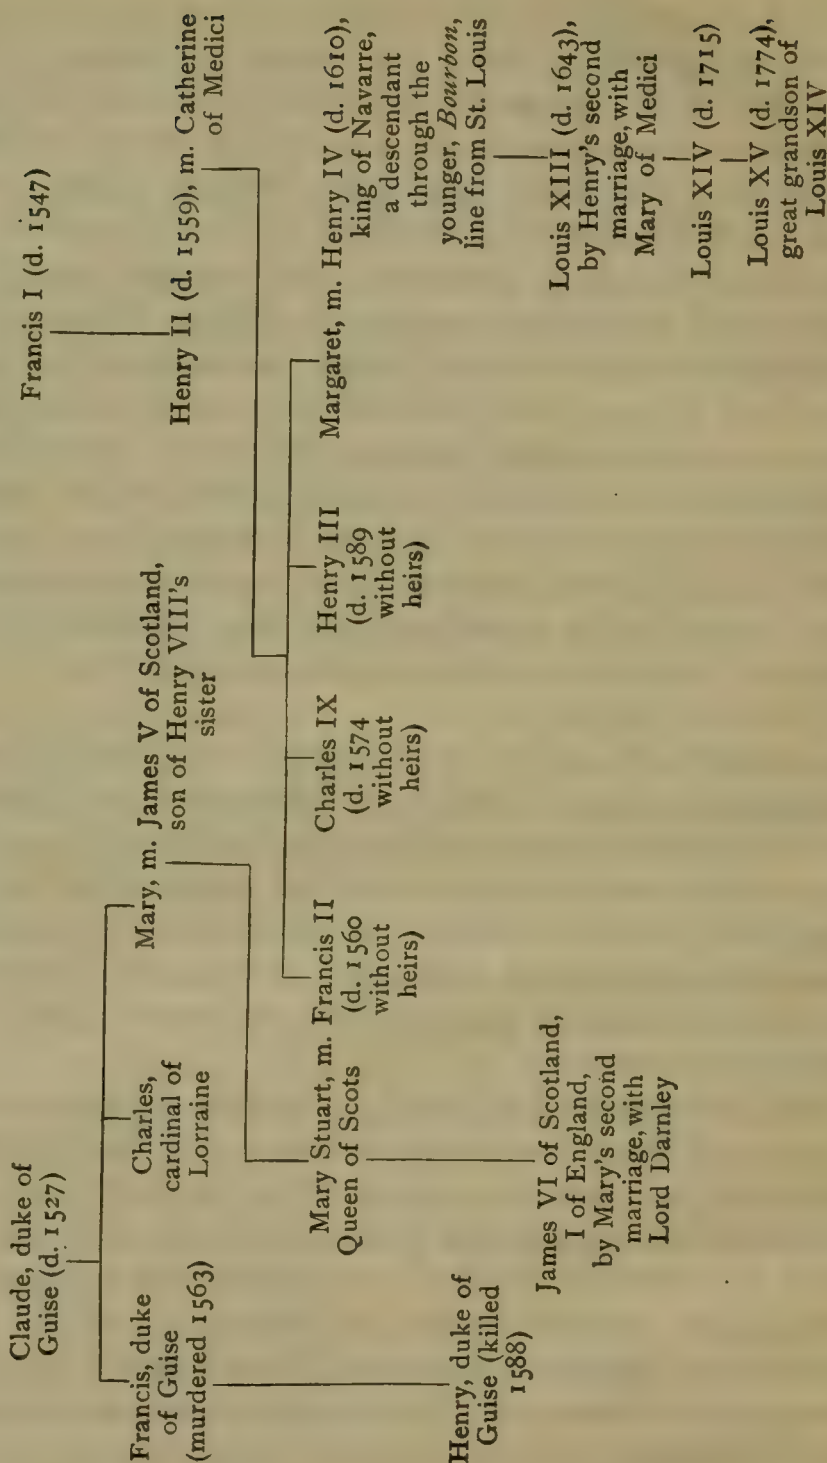 Claude, duke of
Guise (d. 1527)
Francis I (d. 1547)
Francis, duke
of Guise
(murdered 1563)
Charles,
cardinal of
Lorraine
Mary, m. James V of Scotland,
son of Henry VIII's
sister
Henry II (d. 1559), m. Catherine
of Medici
Mary Stuart, m. Francis II
Queen of Scots
(d. 1560
without
heirs)
Charles IX
(d. 1574
without
heirs)
Henry III
(d. 1589
without
heirs)
Margaret, m. Henry IV (d. 1610),
king of Navarre,
a descendant
through the
younger, Bourbon,
line from St. Louis
Henry, duke of
Guise (killed
1588)
James VI of Scotland,
I of England,
by Mary's second
marriage, with
Lord Darnley
Louis XIII (d. 1643),
by Henry's second
marriage, with
Mary of Medici
Louis XIV (d. 1715)
Louis XV (d. 1774),
great grandson of
Louis XIV